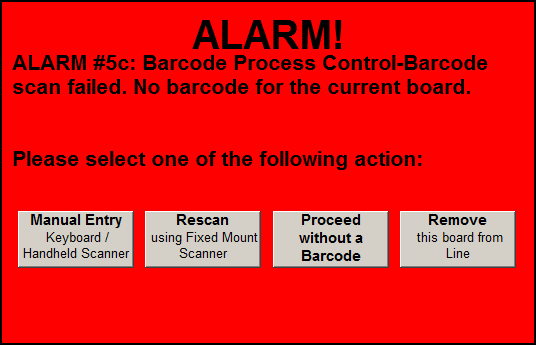 ALARM!
ALARM #5c: Barcode Process Control-Barcode
scan failed. No barcode for the current board.
Please select one of the following action:
Manual Entry
Keyboard /
Handheld Scanner
Rescan
using Fixed Mount
Scanner
Proceed
without a
Barcode
Remove
this board from
Line